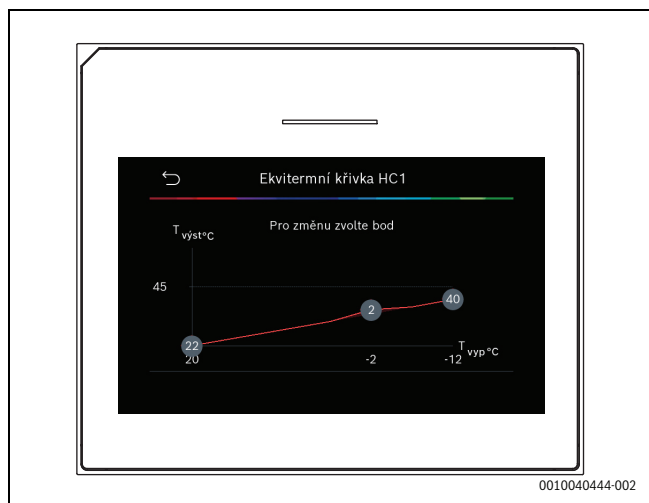 Ekvitermní křivka HC1
Pro změnu zvolte bod
T výst°C
45
40
2
22
T vyp°C
20 -2 -12
0010040444-002